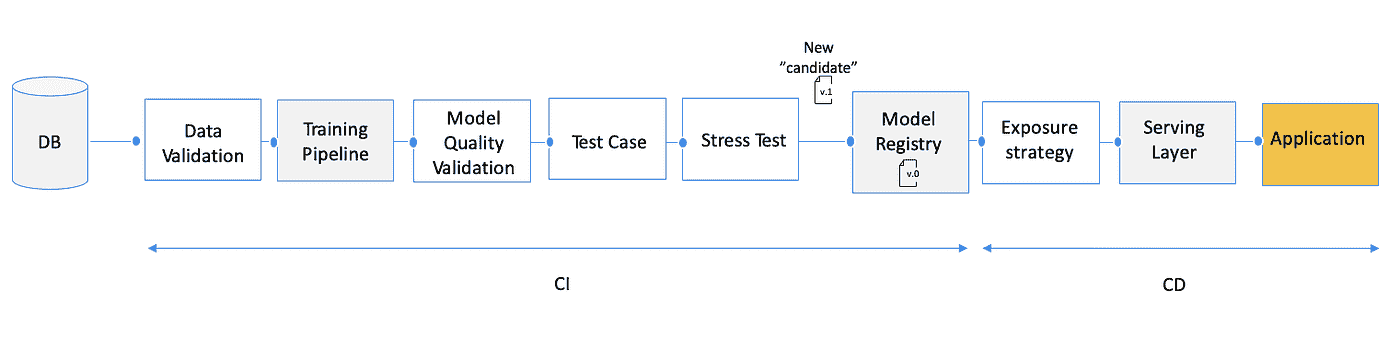 New
”candidate”
v.1
DB
Data
Validation
Training
Pipeline
Model
Quality
Validation
Test Case
Stress Test
Model
Registry
v.0
Exposure
strategy
Serving
Layer
Application
CI
CD